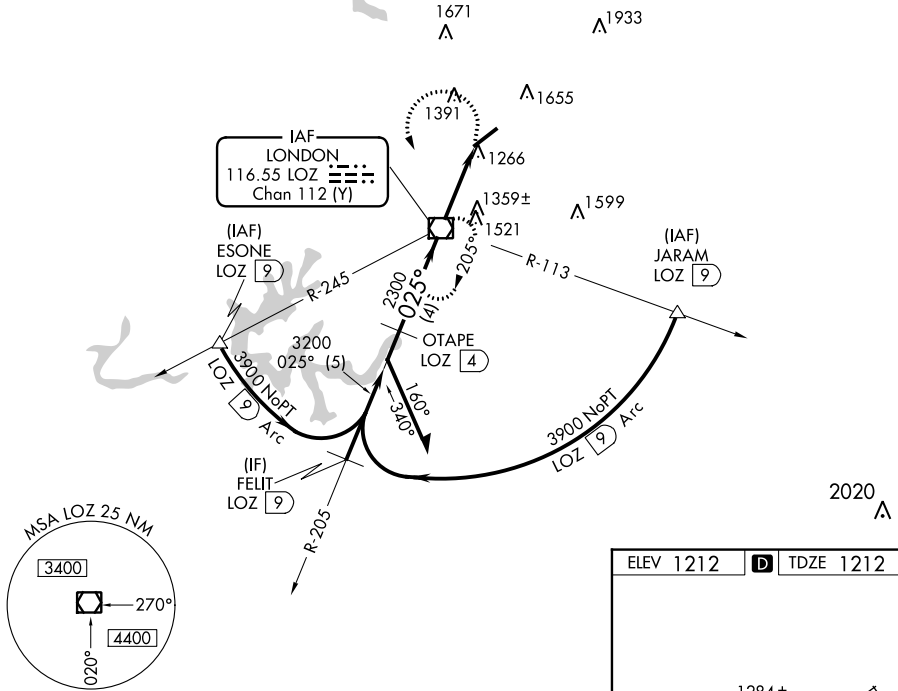 1671
1933
1391
1655
IAF
LONDON
116.55 LOZ
Chan 112 (Y)
1266
1359±
1521
1599
(IAF)
ESONE
LOZ 9
R-245
205°
R-113
(IAF)
JARAM
LOZ 9
2300
025°
(4)
OTAPE
LOZ 4
3200
025° (5)
3900 NoPT
LOZ 9 Arc
160°
340°
3900 NoPT
LOZ 9 Arc
(IF)
FELIT
LOZ 9
R-205
2020
MSA LOZ 25 NM
3400
270°
4400
020°
ELEV 1212 D TDZE 1212
1284±